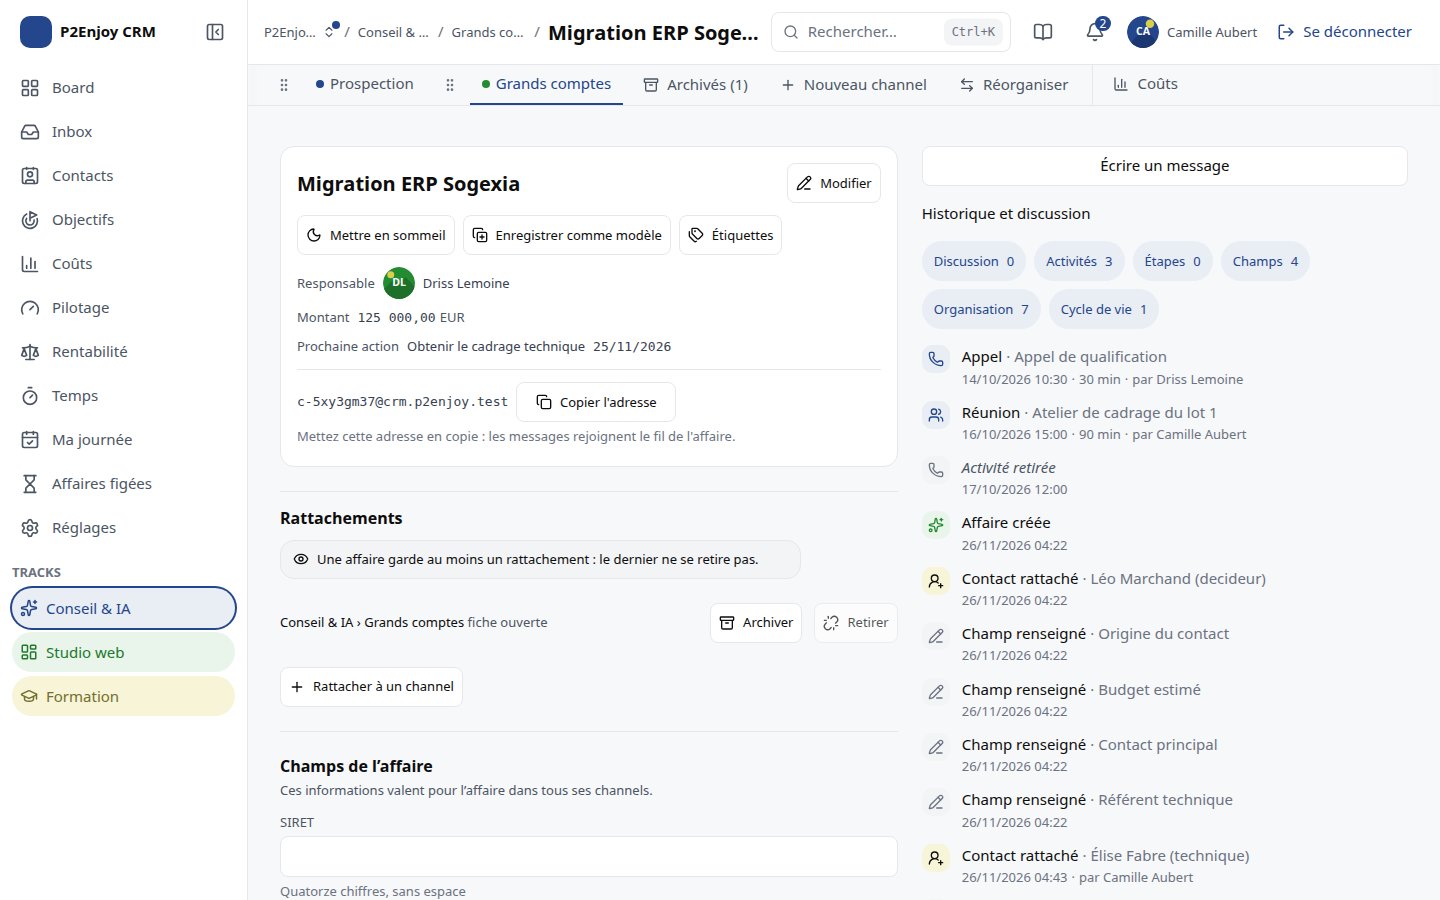 P2Enjoy CRM
Board
Inbox
Contacts
Objectifs
Coûts
Pilotage
Rentabilité
Temps
Ma journée
Affaires figées
Réglages
TRACKS
Conseil & IA
Studio web
Formation
P2Enjo... / Conseil & ... / Grands co... / Migration ERP Soge...
Rechercher... Ctrl+K
2
CA Camille Aubert
Se déconnecter
Prospection
Grands comptes
Archivés (1)
Nouveau channel
Réorganiser
Coûts
Migration ERP Sogexia
Modifier
Mettre en sommeil
Enregistrer comme modèle
Étiquettes
Responsable DL Driss Lemoine
Montant 125 000,00 EUR
Prochaine action Obtenir le cadrage technique 25/11/2026
c-5xy3gm37@crm.p2enjoy.test Copier l'adresse
Mettez cette adresse en copie : les messages rejoignent le fil de l'affaire.
Rattachements
Une affaire garde au moins un rattachement : le dernier ne se retire pas.
Conseil & IA › Grands comptes fiche ouverte
Archiver
Retirer
Rattacher à un channel
Champs de l’affaire
Ces informations valent pour l’affaire dans tous ses channels.
SIRET
Quatorze chiffres, sans espace
Écrire un message
Historique et discussion
Discussion 0
Activités 3
Étapes 0
Champs 4
Organisation 7
Cycle de vie 1
Appel · Appel de qualification
14/10/2026 10:30 · 30 min · par Driss Lemoine
Réunion · Atelier de cadrage du lot 1
16/10/2026 15:00 · 90 min · par Camille Aubert
Activité retirée
17/10/2026 12:00
Affaire créée
26/11/2026 04:22
Contact rattaché · Léo Marchand (decideur)
26/11/2026 04:22
Champ renseigné · Origine du contact
26/11/2026 04:22
Champ renseigné · Budget estimé
26/11/2026 04:22
Champ renseigné · Contact principal
26/11/2026 04:22
Champ renseigné · Référent technique
26/11/2026 04:22
Contact rattaché · Élise Fabre (technique)
26/11/2026 04:43 · par Camille Aubert